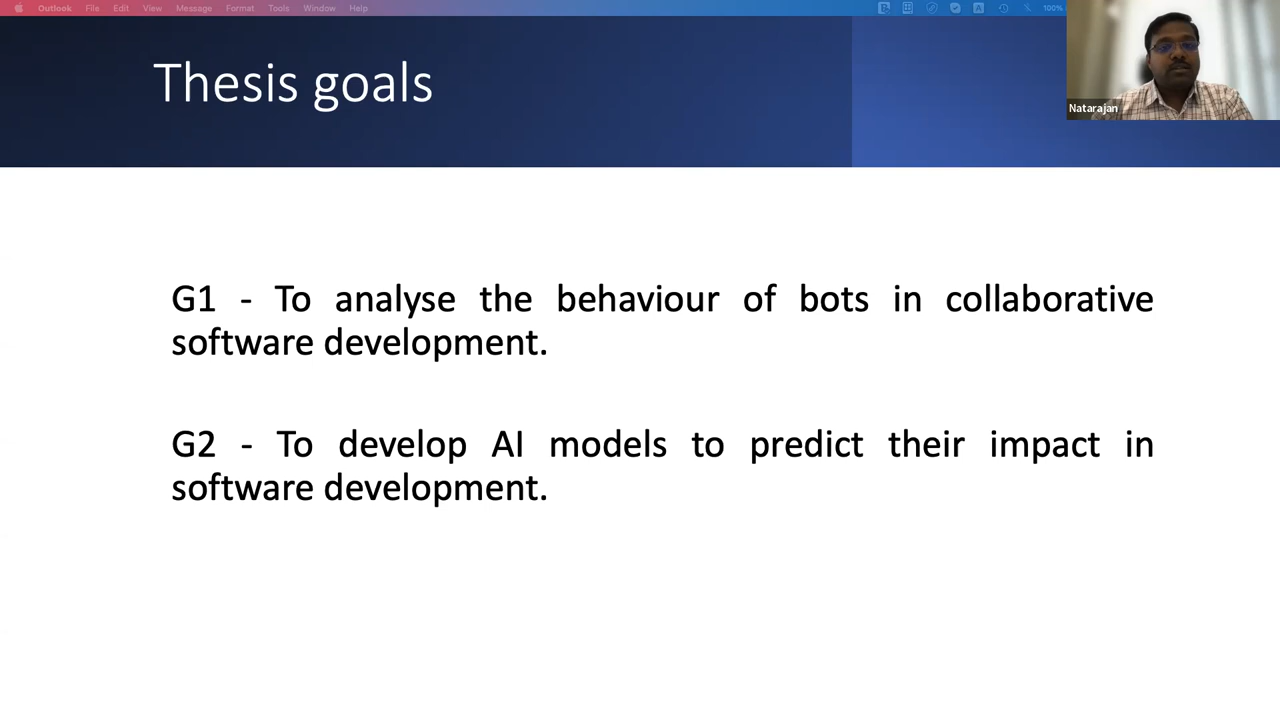 Outlook File Edit View Message Format Tools Window Help 100%
Thesis goals
Natarajan
G1 - To analyse the behaviour of bots in collaborative
software development.
G2 - To develop AI models to predict their impact in
software development.